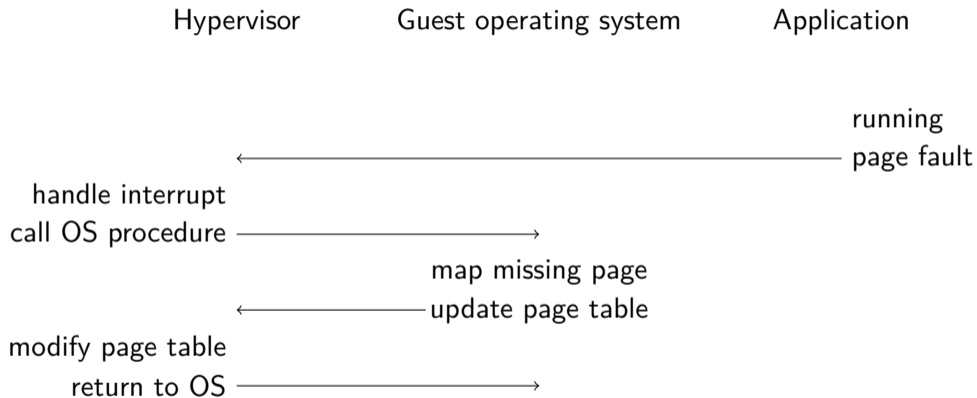 Hypervisor Guest operating system Application
running
page fault
handle interrupt
call OS procedure
map missing page
update page table
modify page table
return to OS